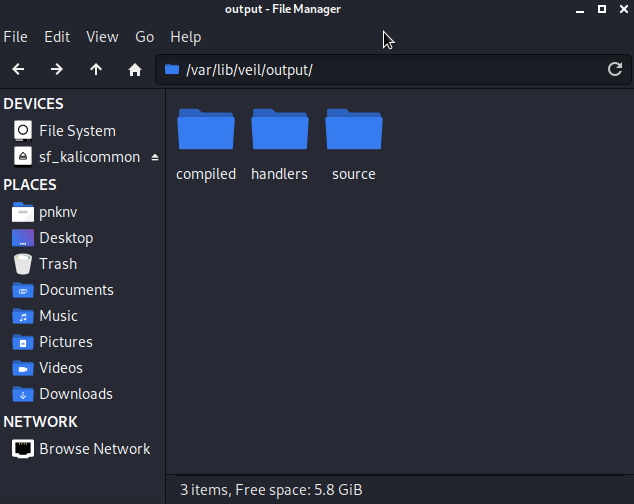 output - File Manager
File Edit View Go Help
/var/lib/veil/output/
DEVICES
File System
sf_kalicommon
PLACES
pnknv
Desktop
Trash
Documents
Music
Pictures
Videos
Downloads
NETWORK
Browse Network
compiled handlers source
3 items, Free space: 5.8 GiB